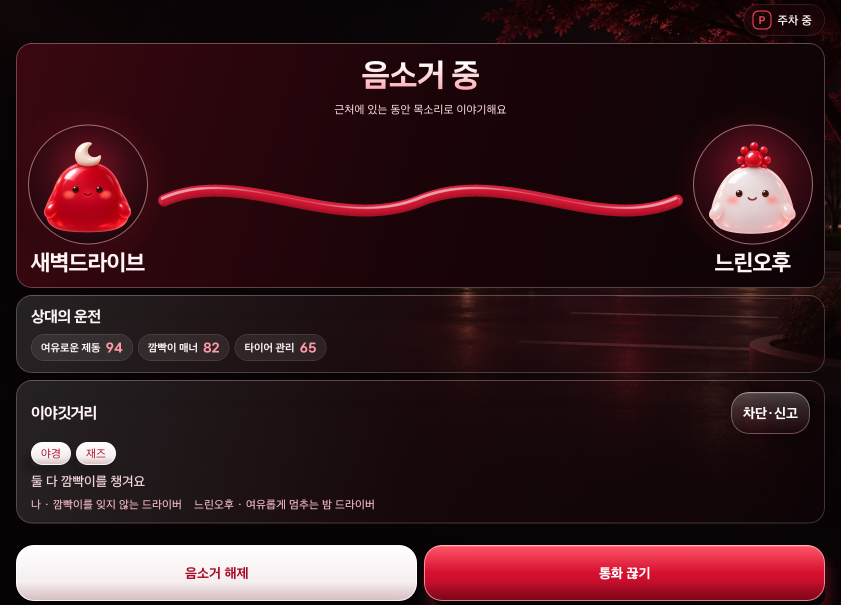 P 주차 중
음소거 중
근처에 있는 동안 목소리로 이야기해요
새벽드라이브
느린오후
상대의 운전
여유로운 제동 94 깜빡이 매너 82 타이어 관리 65
이야깃거리
차단·신고
야경 재즈
둘 다 깜빡이를 챙겨요
나 · 깜빡이를 잊지 않는 드라이버 느린오후 · 여유롭게 멈추는 밤 드라이버
음소거 해제
통화 끊기